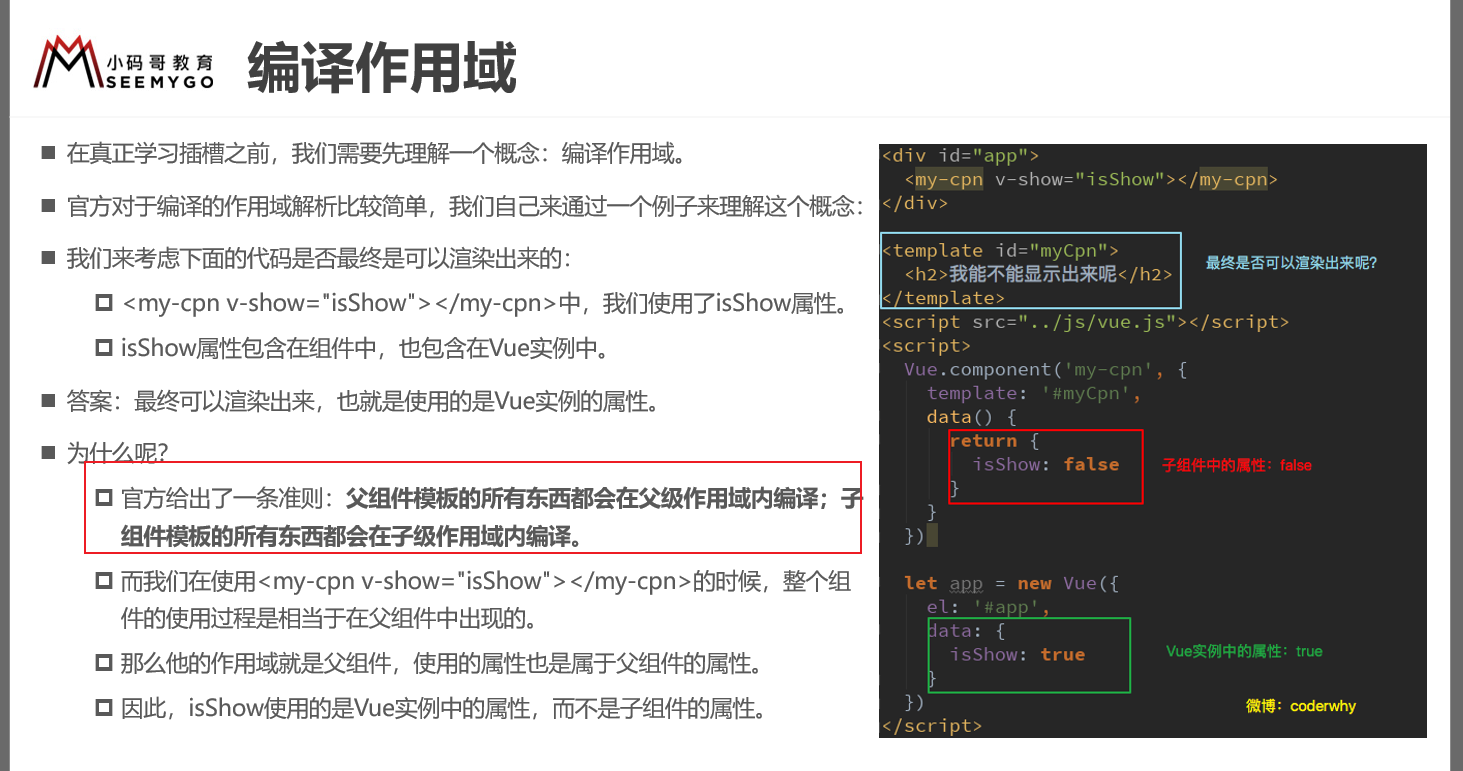 小码哥教育
SEEMYGO
编译作用域
在真正学习插槽之前，我们需要先理解一个概念：编译作用域。
官方对于编译的作用域解析比较简单，我们自己来通过一个例子来理解这个概念：
我们来考虑下面的代码是否最终是可以渲染出来的：
<my-cpn v-show="isShow"></my-cpn>中，我们使用了isShow属性。
isShow属性包含在组件中，也包含在Vue实例中。
答案：最终可以渲染出来，也就是使用的是Vue实例的属性。
为什么呢？
官方给出了一条准则：父组件模板的所有东西都会在父级作用域内编译；子
组件模板的所有东西都会在子级作用域内编译。
而我们在使用<my-cpn v-show="isShow"></my-cpn>的时候，整个组
件的使用过程是相当于在父组件中出现的。
那么他的作用域就是父组件，使用的属性也是属于父组件的属性。
因此，isShow使用的是Vue实例中的属性，而不是子组件的属性。
<div id="app">
<my-cpn v-show="isShow"></my-cpn>
</div>
<template id="myCpn">
<h2>我能不能显示出来呢</h2>
</template>
最终是否可以渲染出来呢？
<script src="../js/vue.js"></script>
<script>
Vue.component('my-cpn', {
template: '#myCpn',
data() {
return {
isShow: false
}
子组件中的属性：false
}
})
let app = new Vue({
el: '#app',
data: {
isShow: true
}
Vue实例中的属性：true
})
</script>
微博：coderwhy